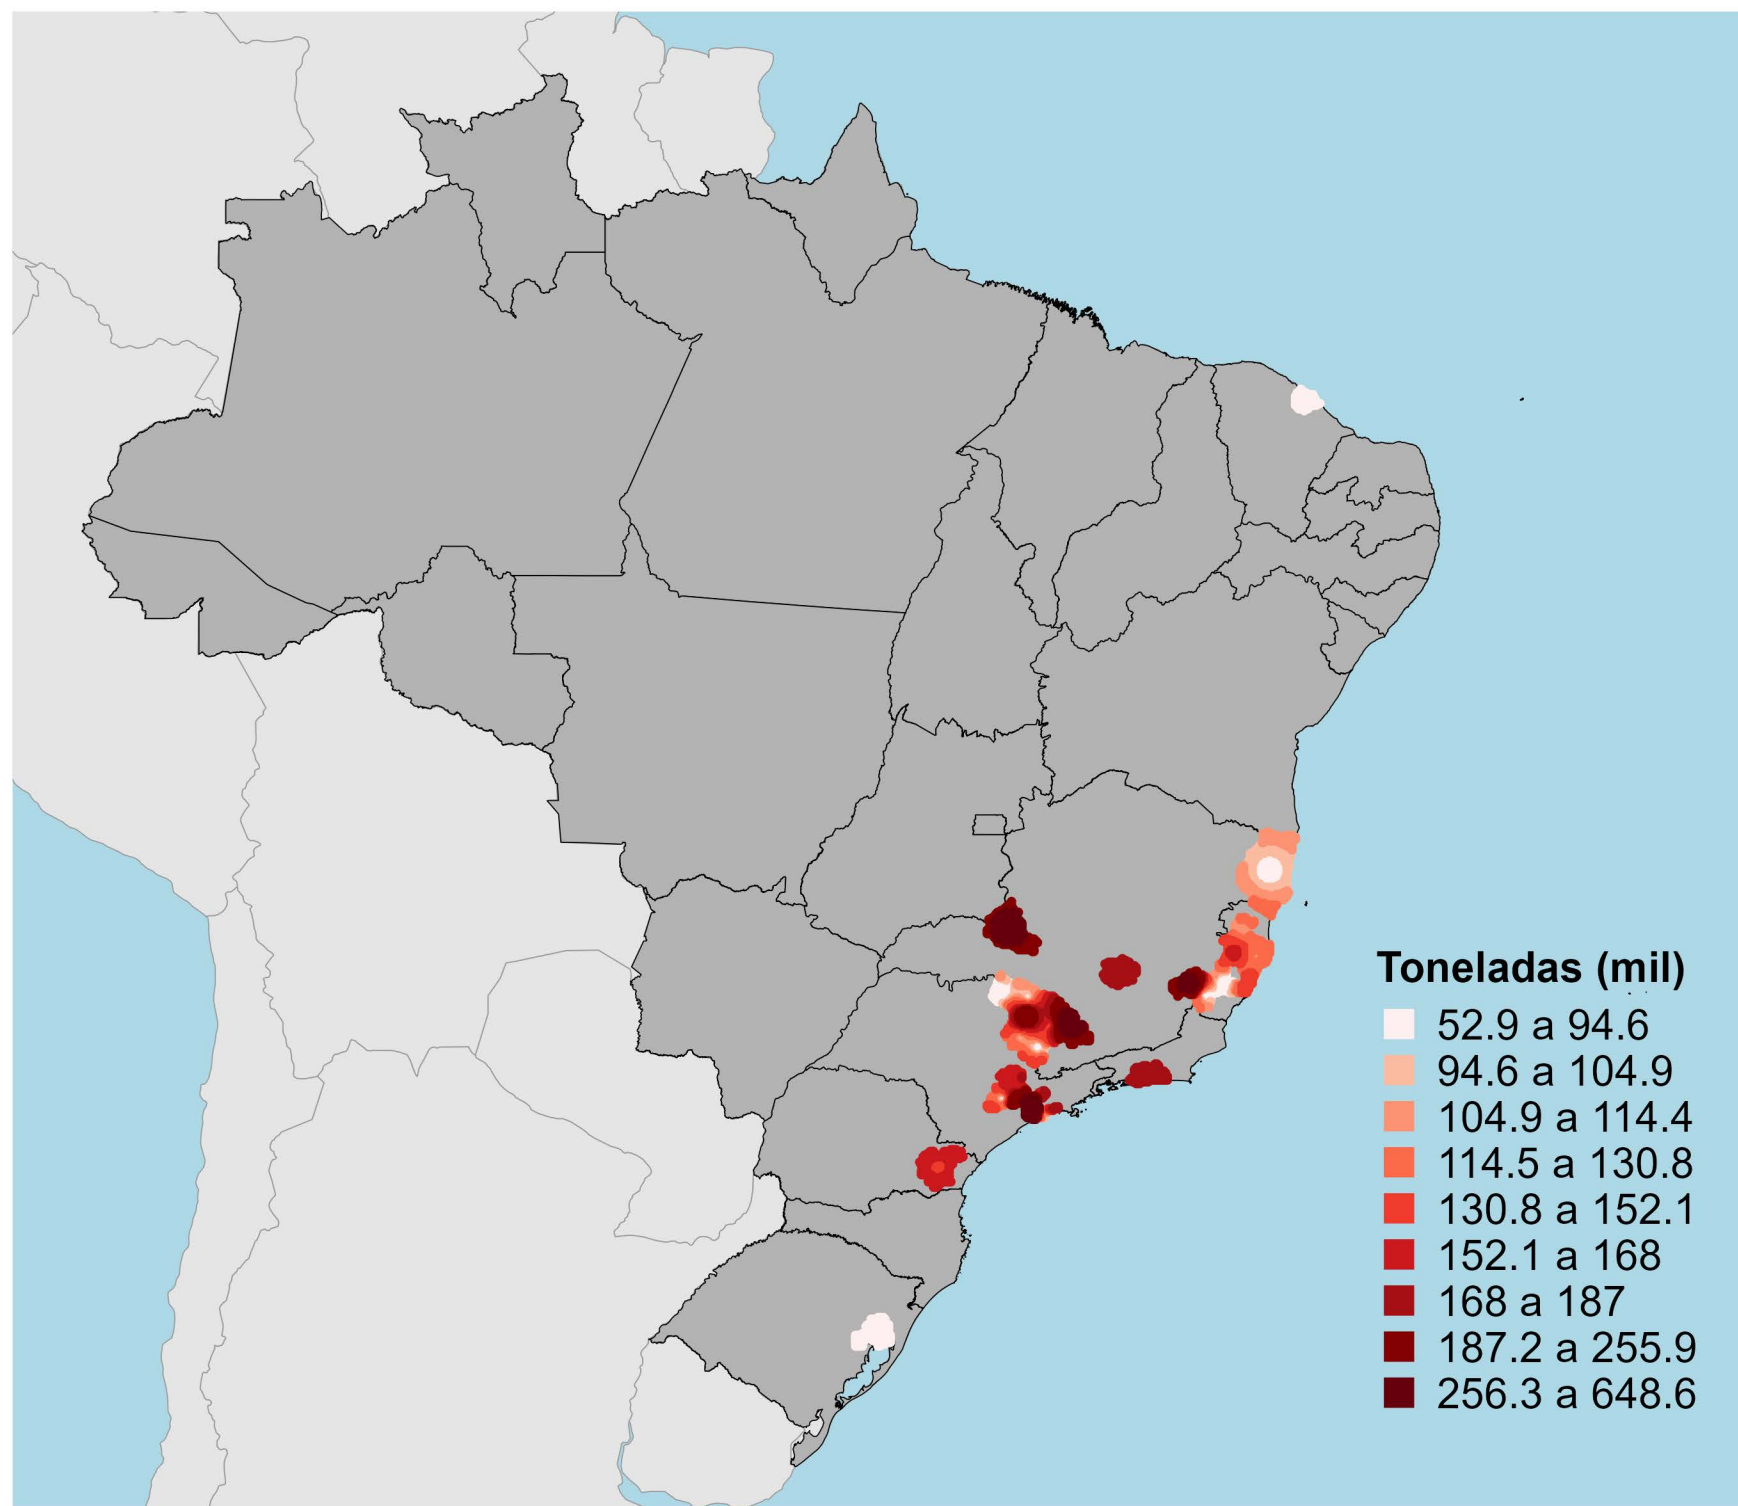 Toneladas (mil)
52.9 a 94.6
94.6 a 104.9
104.9 a 114.4
114.5 a 130.8
130.8 a 152.1
152.1 a 168
168 a 187
187.2 a 255.9
256.3 a 648.6